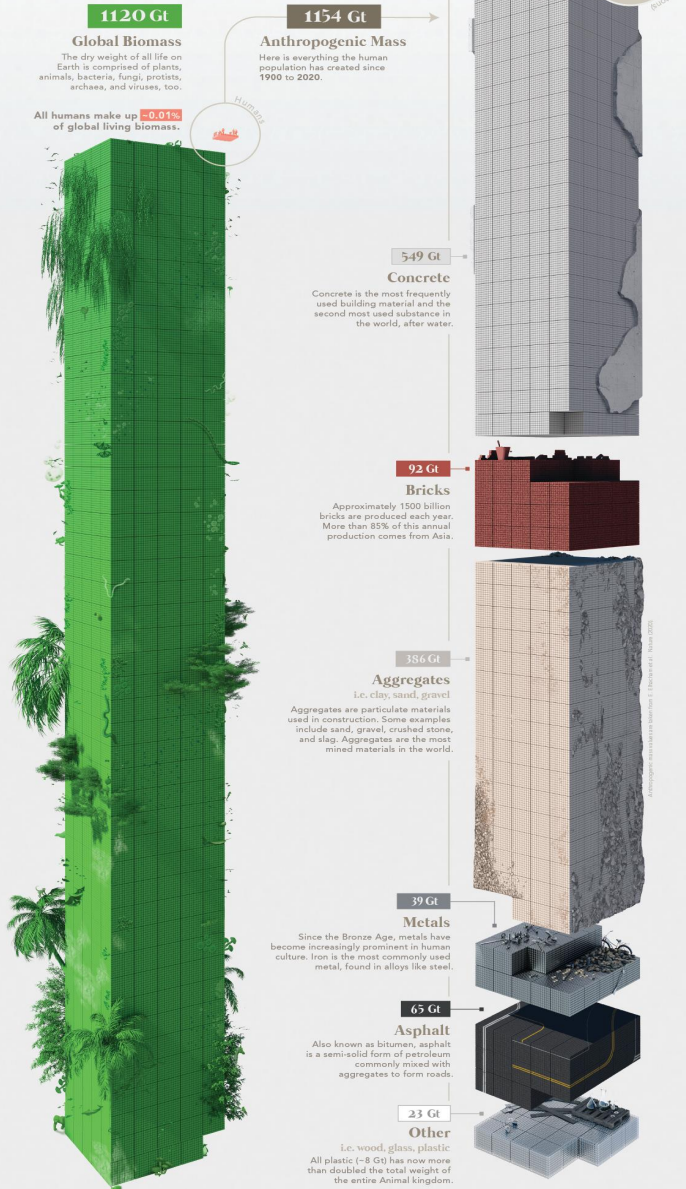 1120 Gt
Global Biomass
The dry weight of all life on
Earth is comprised of plants,
animals, bacteria, fungi, protists,
archaea, and viruses, too.
All humans make up ~0.01%
of global living biomass.
Humans
1154 Gt
Anthropogenic Mass
Here is everything the human
population has created since
1900 to 2020.
549 Gt
Concrete
Concrete is the most frequently
used building material and the
second most used substance in
the world, after water.
92 Gt
Bricks
Approximately 1500 billion
bricks are produced each year.
More than 85% of this annual
production comes from Asia.
386 Gt
Aggregates
i.e. clay, sand, gravel
Aggregates are particulate materials
used in construction. Some examples
include sand, gravel, crushed stone,
and slag. Aggregates are the most
mined materials in the world.
39 Gt
Metals
Since the Bronze Age, metals have
become increasingly prominent in human
culture. Iron is the most commonly used
metal, found in alloys like steel.
65 Gt
Asphalt
Also known as bitumen, asphalt
is a semi-solid form of petroleum
commonly mixed with
aggregates to form roads.
23 Gt
Other
i.e. wood, glass, plastic
All plastic (~8 Gt) has now more
than doubled the total weight of
the entire Animal kingdom.